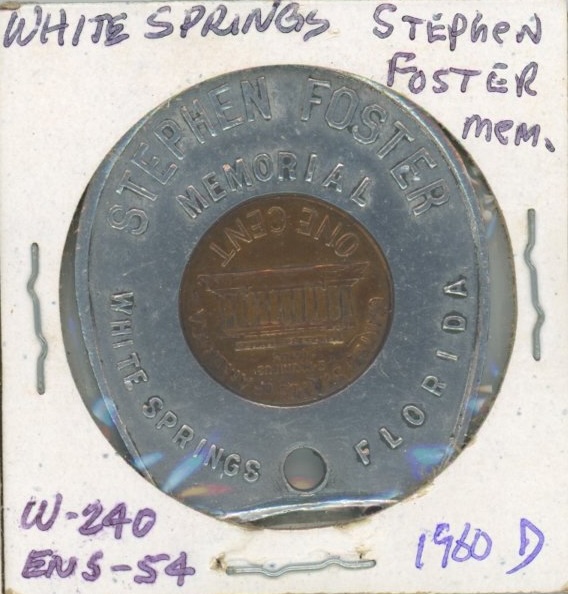 WHITE SPRINGS STEPHEN
FOSTER
MEM.
STEPHEN FOSTER
MEMORIAL
ONE CENT
WHITE SPRINGS
FLORIDA
W-240
ENS-54
1960 D